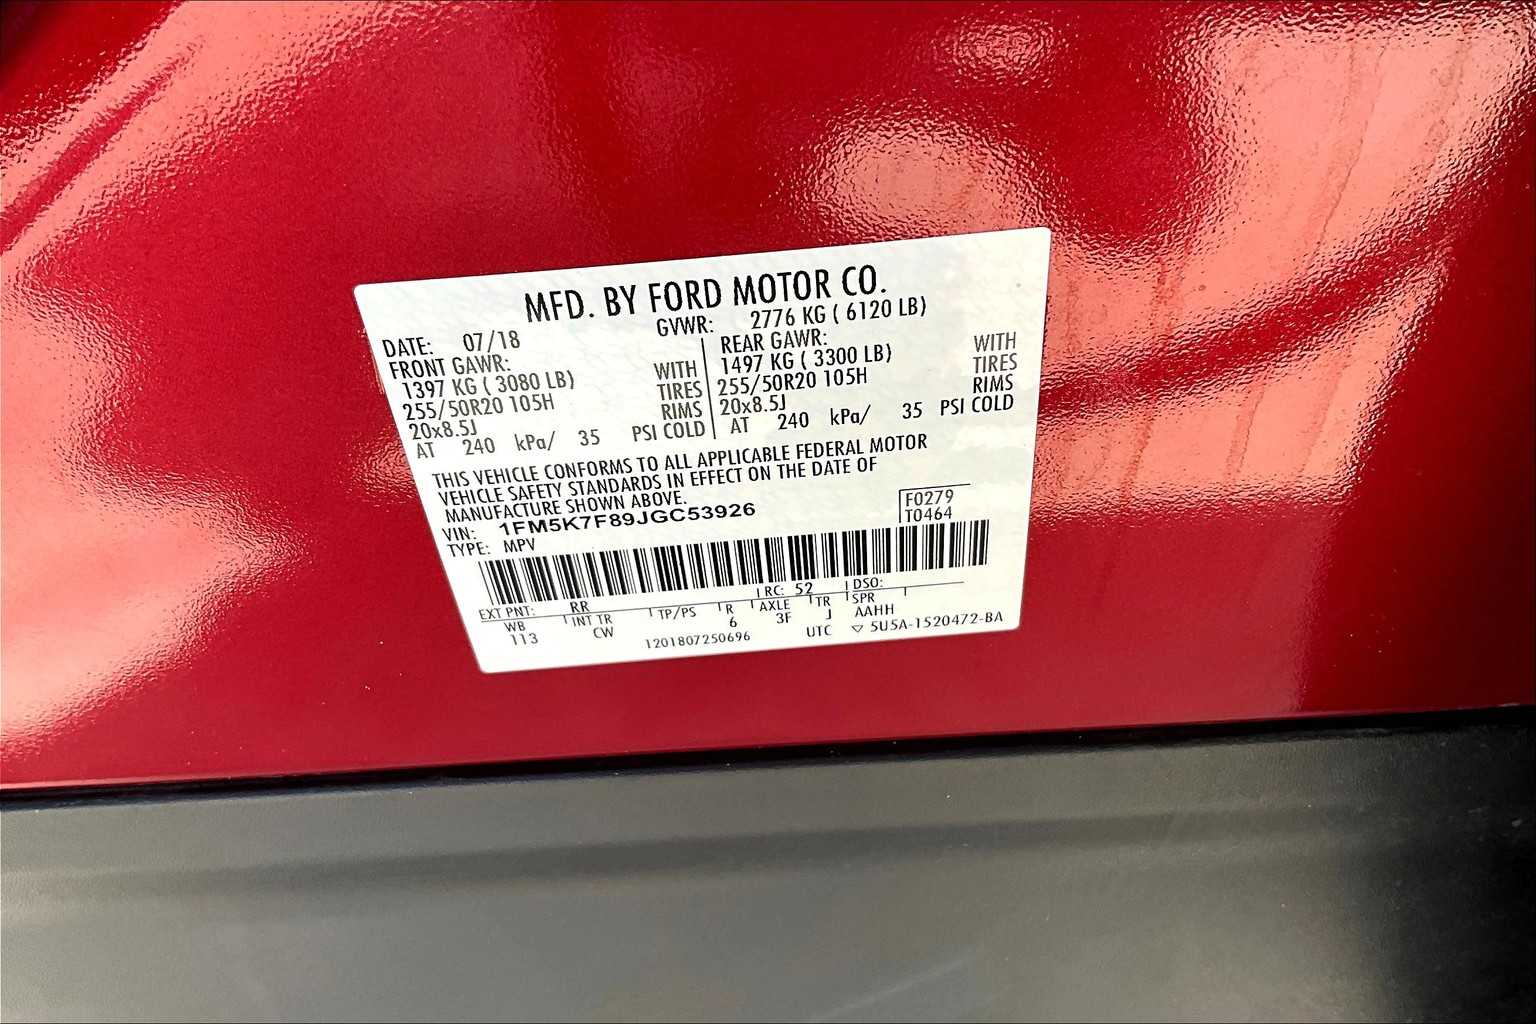 MFD. BY FORD MOTOR CO.
DATE: 07/18 GVWR: 2776 KG ( 6120 LB)
FRONT GAWR: REAR GAWR:
1397 KG ( 3080 LB) WITH 1497 KG ( 3300 LB) WITH
255/50R20 105H TIRES 255/50R20 105H TIRES
20x8.5J RIMS 20x8.5J RIMS
AT 240 kPa/ 35 PSI COLD AT 240 kPa/ 35 PSI COLD
THIS VEHICLE CONFORMS TO ALL APPLICABLE FEDERAL MOTOR
VEHICLE SAFETY STANDARDS IN EFFECT ON THE DATE OF
MANUFACTURE SHOWN ABOVE.
VIN: 1FM5K7F89JGC53926 F0279
TYPE: MPV T0464
EXT PNT: RR RC: 52 DSO:
WB INT TR TP/PS R AXLE TR SPR
113 CW 6 3F J AAHH
1201807250696 UTC ▽ 5U5A-1520472-BA